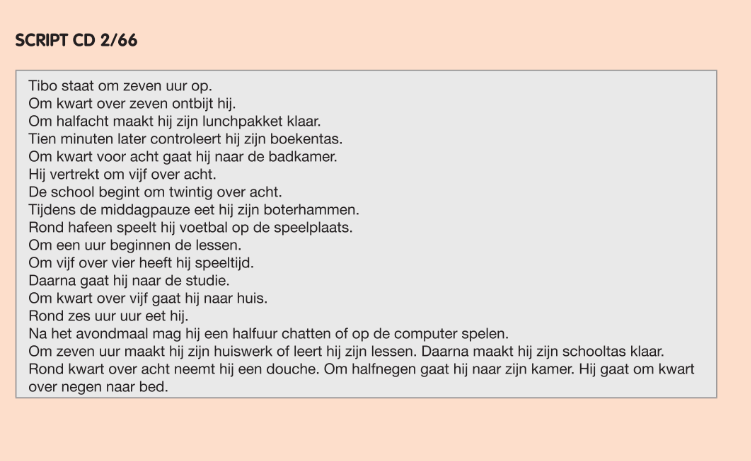 SCRIPT CD 2/66
Tibo staat om zeven uur op.
Om kwart over zeven ontbijt hij.
Om halfacht maakt hij zijn lunchpakket klaar.
Tien minuten later controleert hij zijn boekentas.
Om kwart voor acht gaat hij naar de badkamer.
Hij vertrekt om vijf over acht.
De school begint om twintig over acht.
Tijdens de middagpauze eet hij zijn boterhammen.
Rond hafeen speelt hij voetbal op de speelplaats.
Om een uur beginnen de lessen.
Om vijf over vier heeft hij speeltijd.
Daarna gaat hij naar de studie.
Om kwart over vijf gaat hij naar huis.
Rond zes uur uur eet hij.
Na het avondmaal mag hij een halfuur chatten of op de computer spelen.
Om zeven uur maakt hij zijn huiswerk of leert hij zijn lessen. Daarna maakt hij zijn schooltas klaar.
Rond kwart over acht neemt hij een douche. Om halfnegen gaat hij naar zijn kamer. Hij gaat om kwart
over negen naar bed.